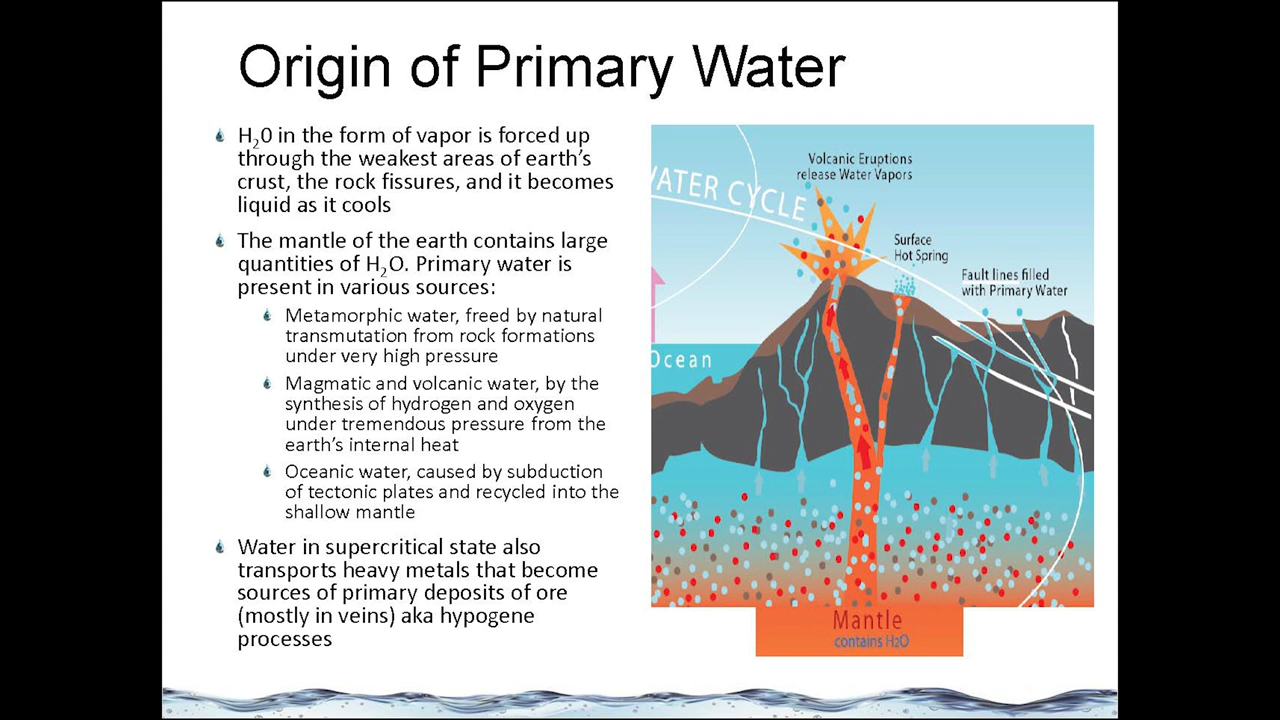 Origin of Primary Water
H₂0 in the form of vapor is forced up
through the weakest areas of earth's
crust, the rock fissures, and it becomes
liquid as it cools
The mantle of the earth contains large
quantities of H₂O. Primary water is
present in various sources:
Metamorphic water, freed by natural
transmutation from rock formations
under very high pressure
Magmatic and volcanic water, by the
synthesis of hydrogen and oxygen
under tremendous pressure from the
earth's internal heat
Oceanic water, caused by subduction
of tectonic plates and recycled into the
shallow mantle
Water in supercritical state also
transports heavy metals that become
sources of primary deposits of ore
(mostly in veins) aka hypogene
processes
Volcanic Eruptions
release Water Vapors
WATER CYCLE
Surface
Hot Spring
Fault lines filled
with Primary Water
Ocean
Mantle
contains H2O